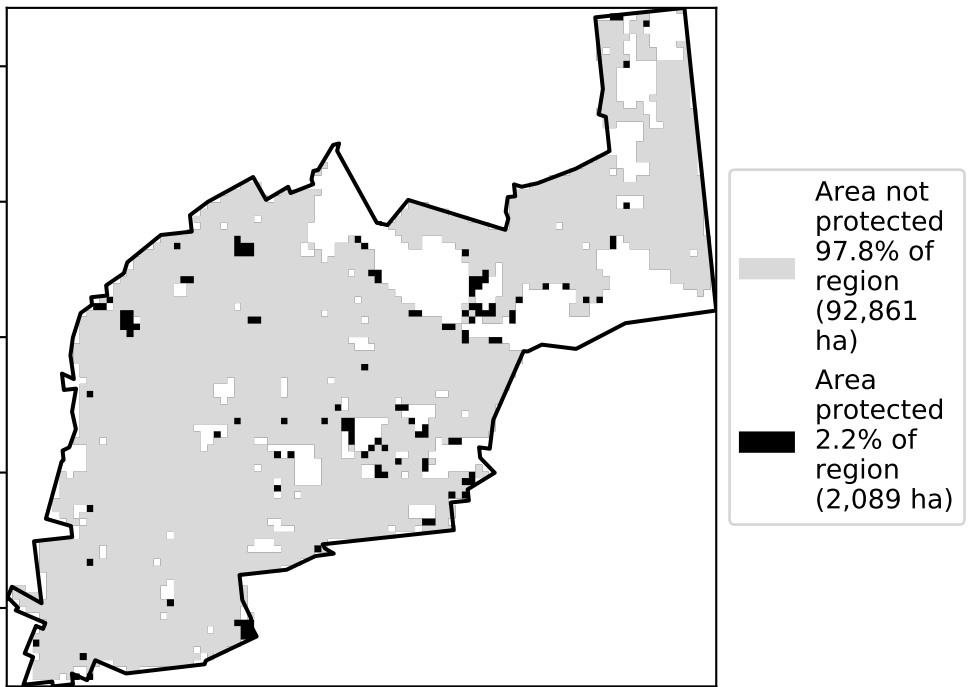 Area not
protected
97.8% of
region
(92,861
ha)
Area
protected
2.2% of
region
(2,089 ha)